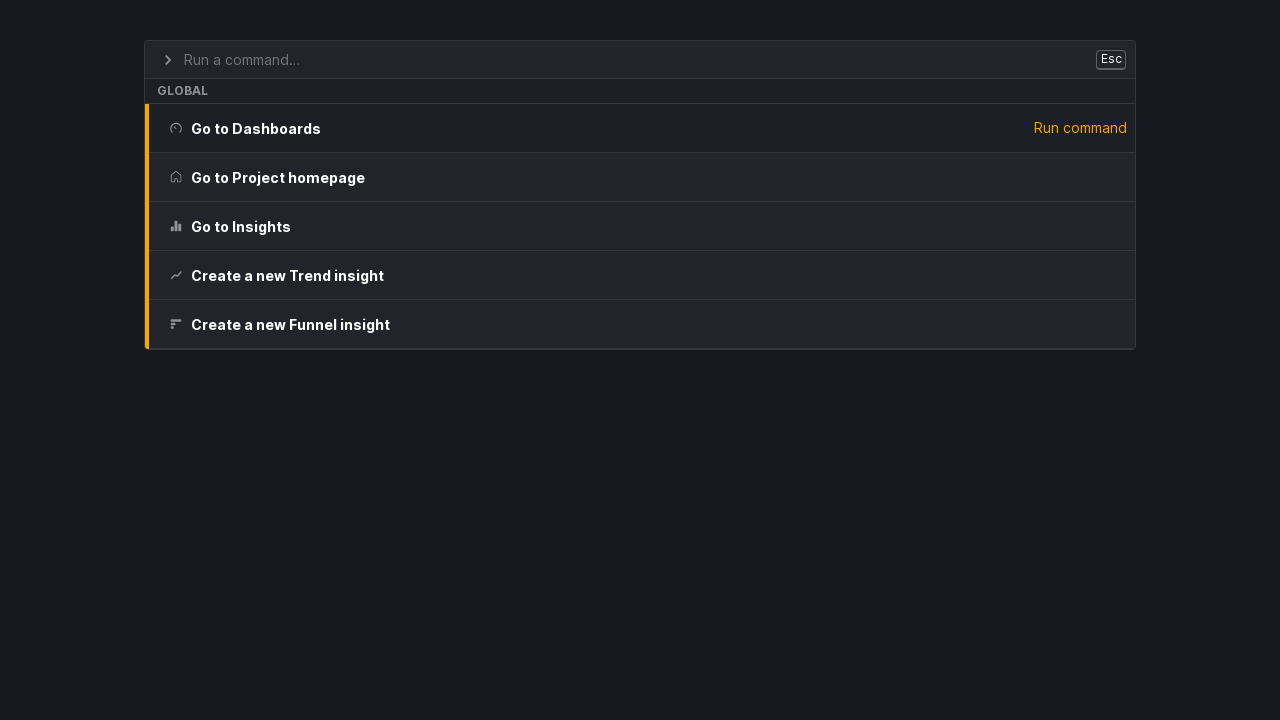 Run a command...
Esc
GLOBAL
Go to Dashboards
Run command
Go to Project homepage
Go to Insights
Create a new Trend insight
Create a new Funnel insight